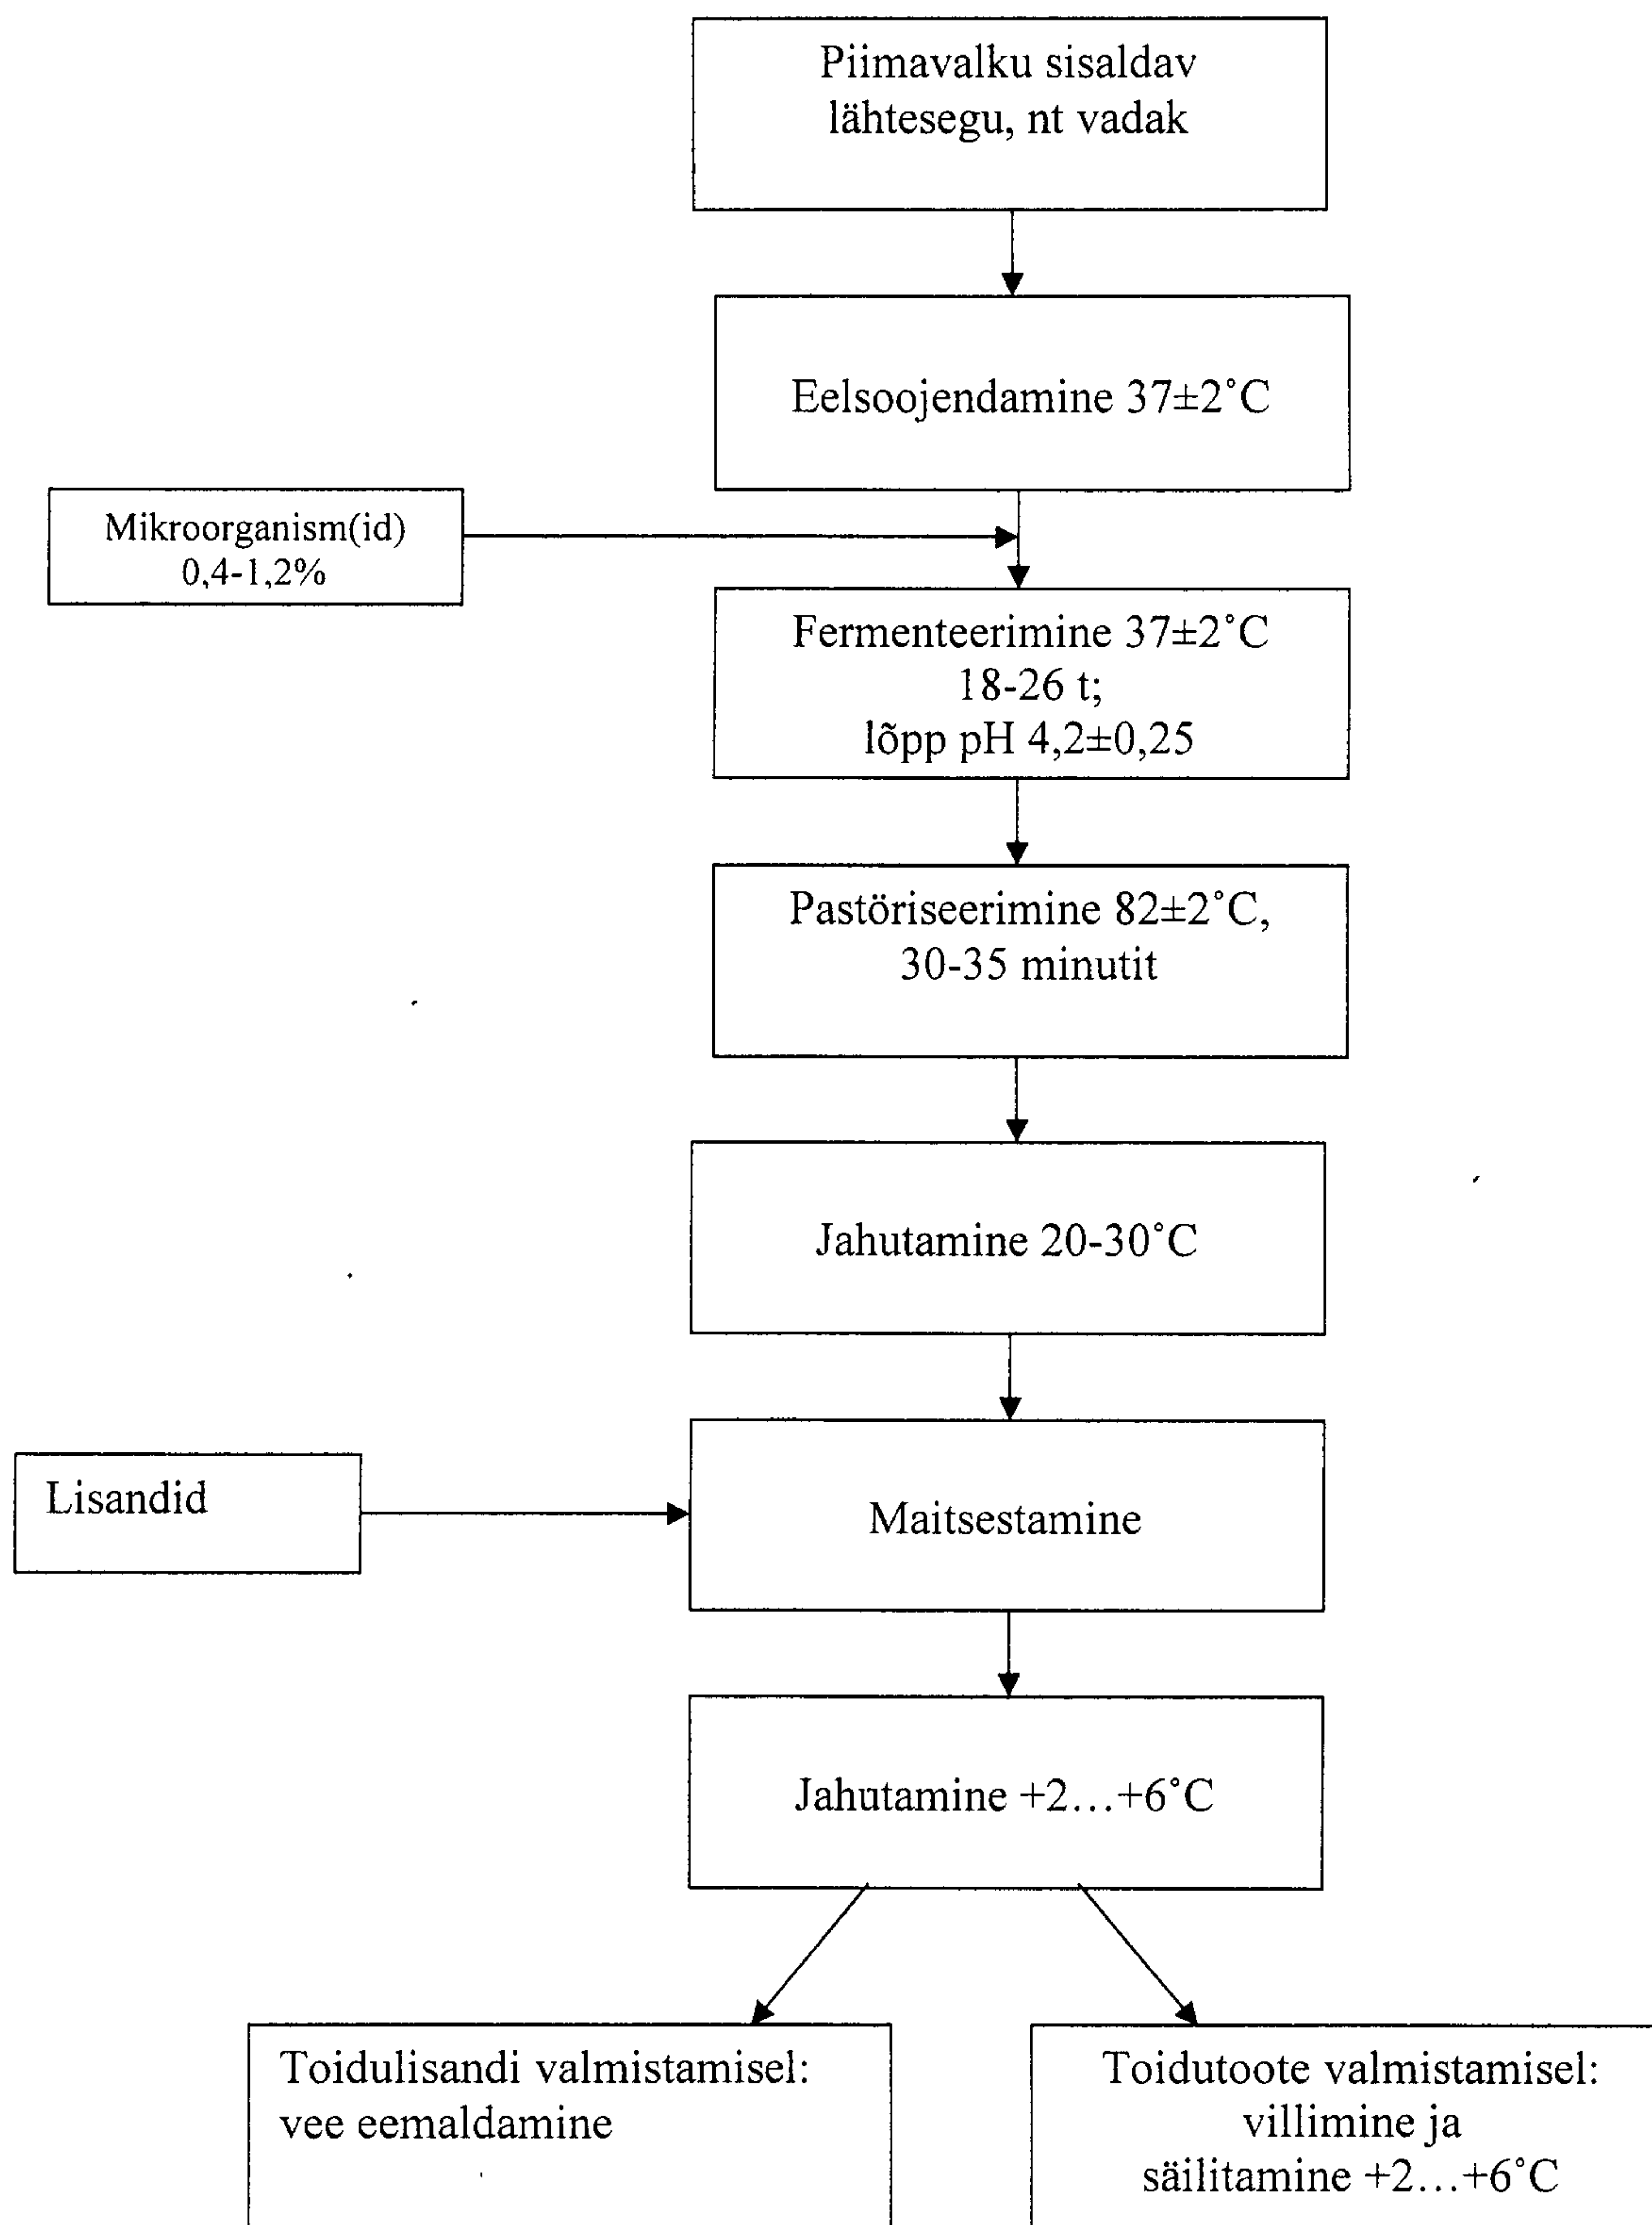 Piimavalku sisaldav
lähtesegu, nt vadak
Eelsoojendamine 37±2˚C
Mikroorganism(id)
0,4-1,2%
Fermenteerimine 37±2˚C
18-26 t;
lõpp pH 4,2±0,25
Pastöriseerimine 82±2˚C,
30-35 minutit
Jahutamine 20-30˚C
Lisandid
Maitsestamine
Jahutamine +2…+6˚C
Toidulisandi valmistamisel:
vee eemaldamine
Toidutoote valmistamisel:
villimine ja
säilitamine +2…+6˚C